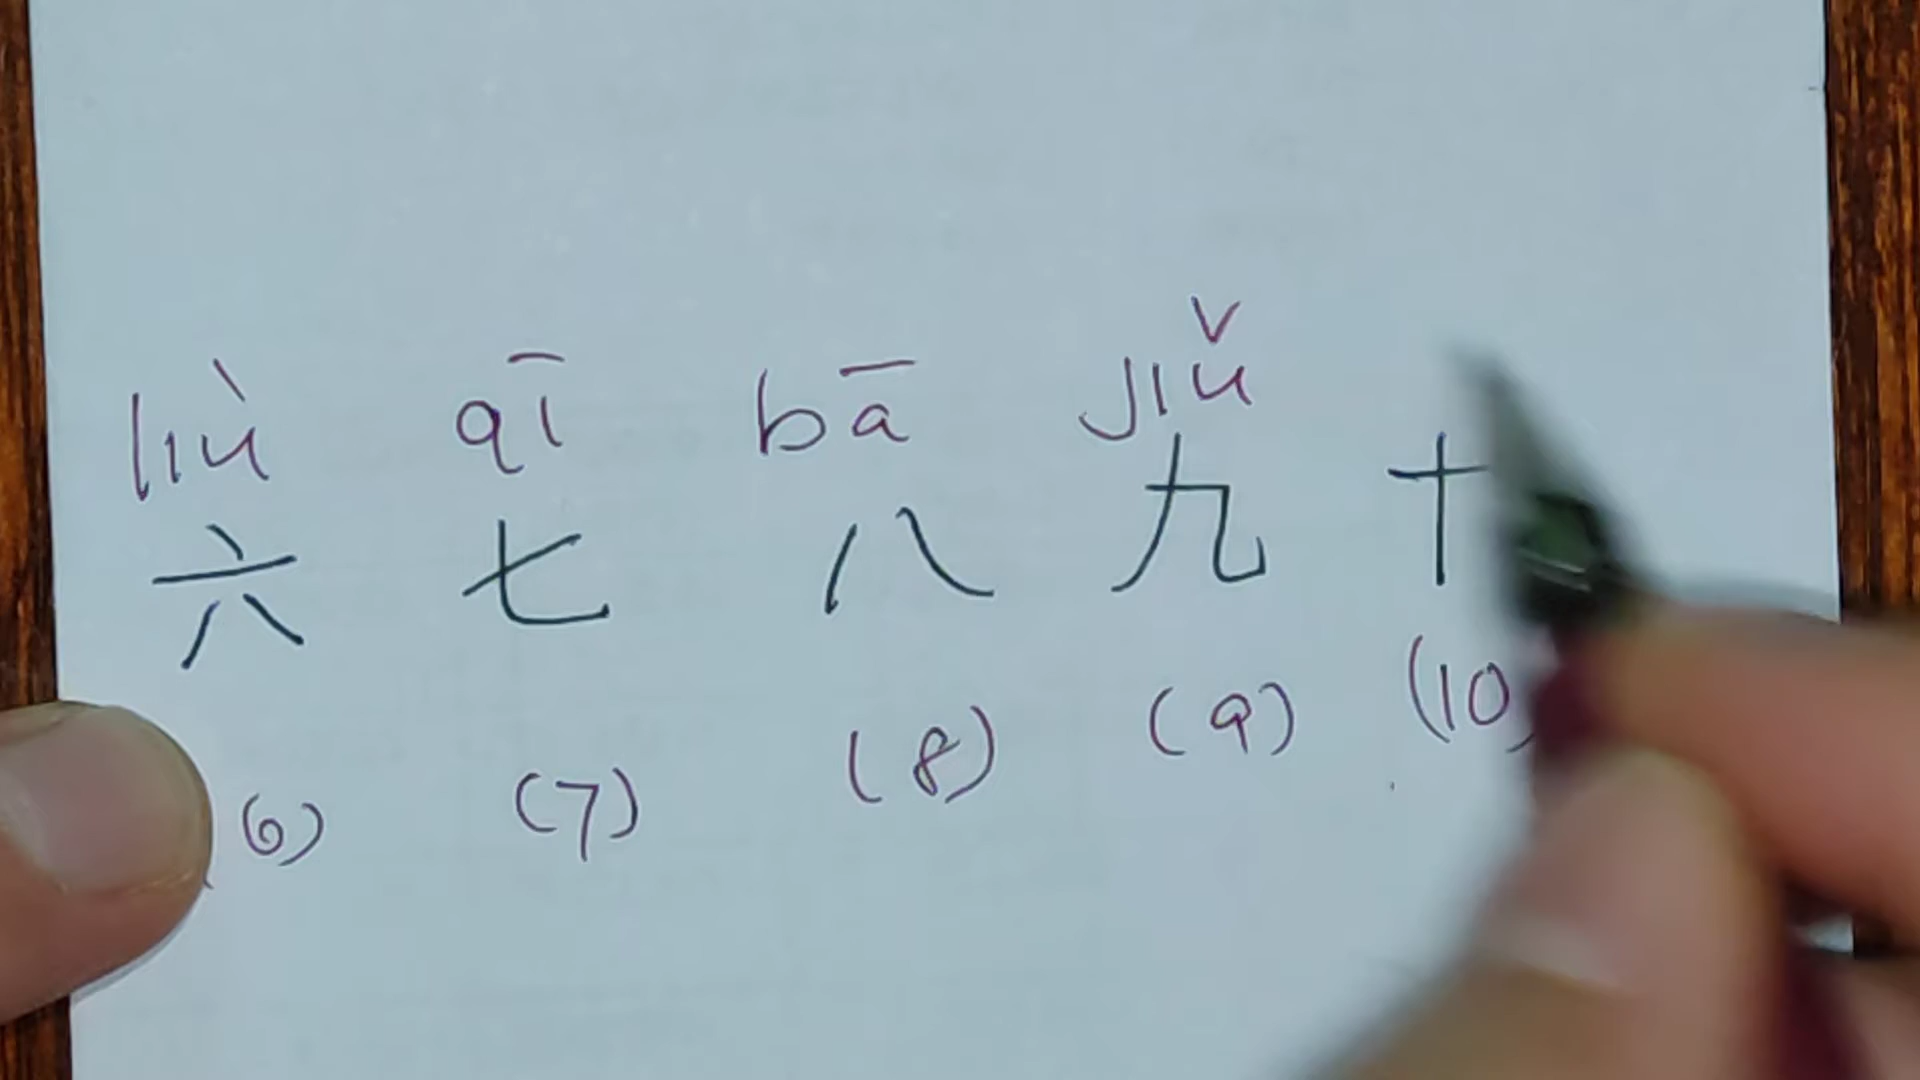 liù qī bā jiǔ
六 七 八 九 十
(6) (7) (8) (9) (10)